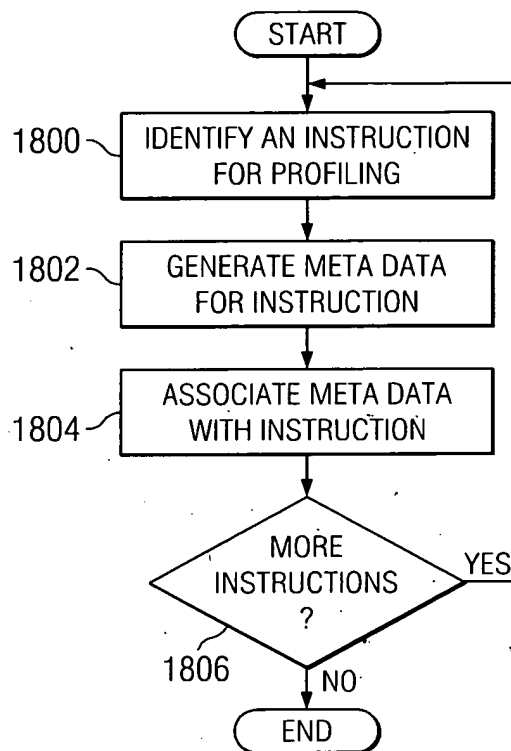 START
1800
IDENTIFY AN INSTRUCTION
FOR PROFILING
1802
GENERATE META DATA
FOR INSTRUCTION
1804
ASSOCIATE META DATA
WITH INSTRUCTION
MORE
INSTRUCTIONS
?
YES
1806
NO
END